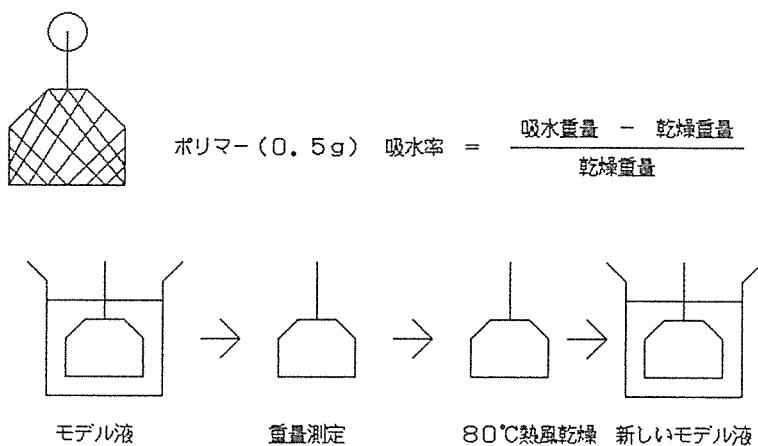 ポリマー(0.5g) 吸水率 = 吸水重量 - 乾燥重量
乾燥重量
モデル液 重量測定 80℃熱風乾燥 新しいモデル液